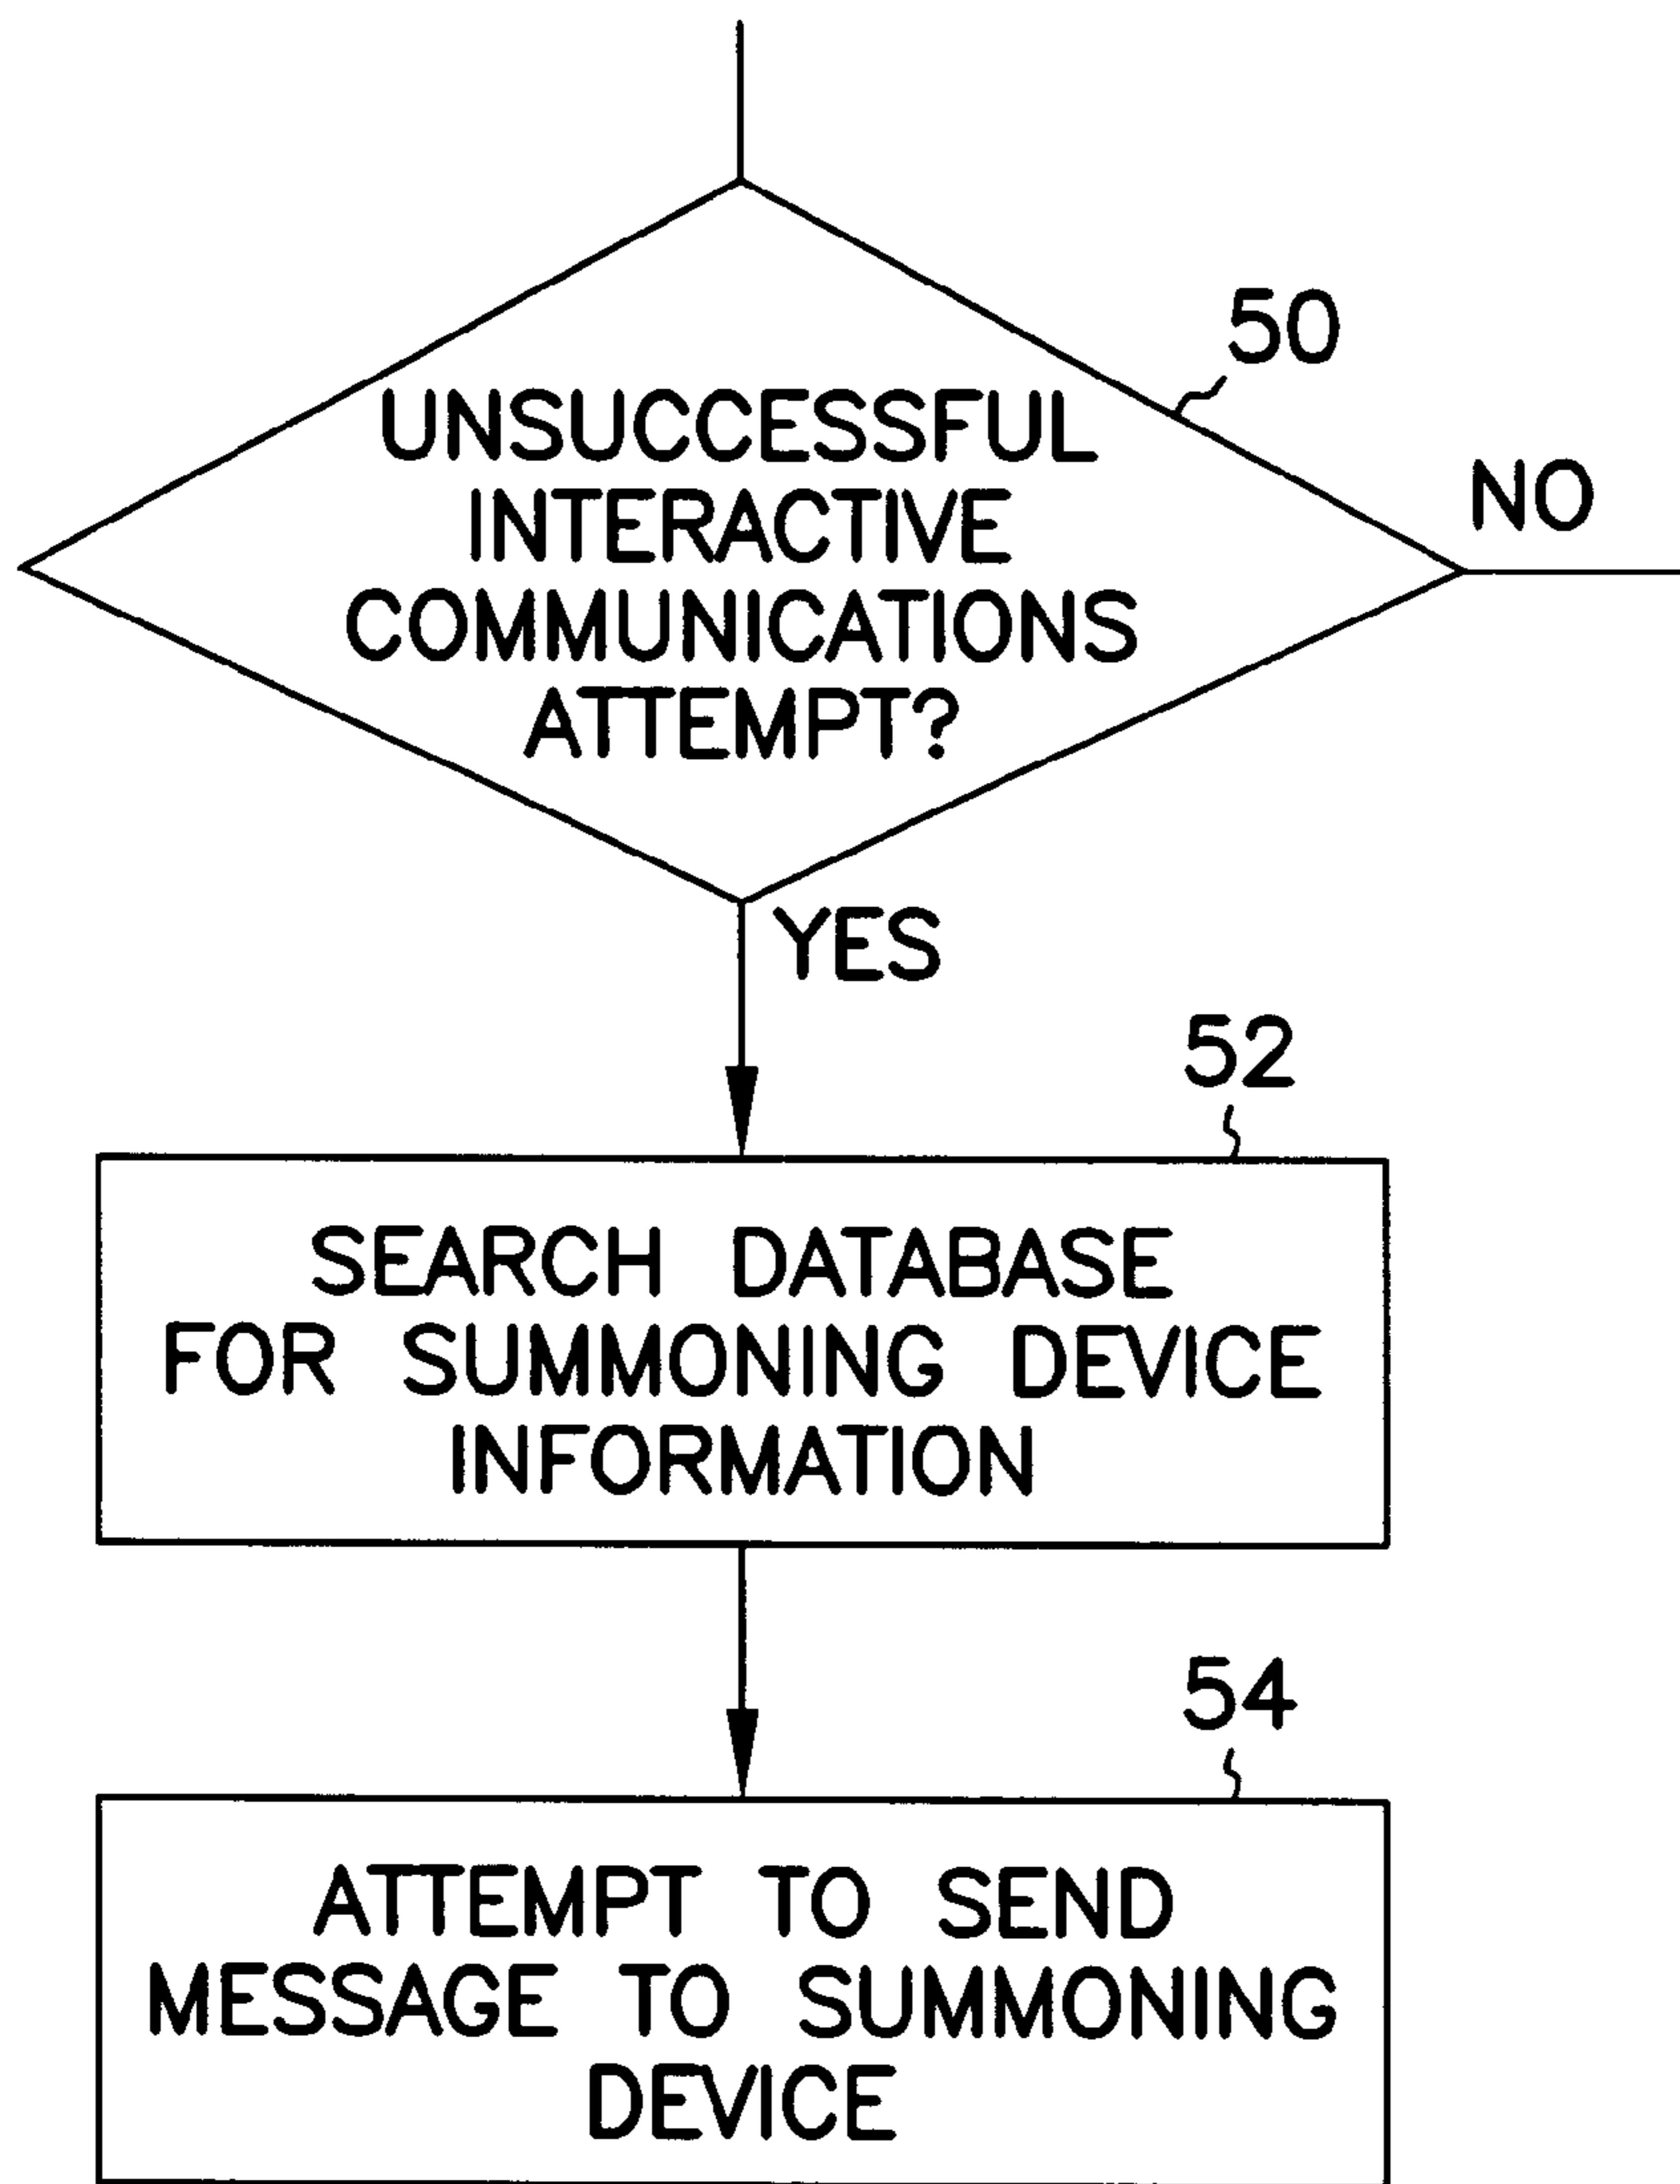 50
UNSUCCESSFUL
INTERACTIVE
COMMUNICATIONS
ATTEMPT?
NO
YES
52
SEARCH DATABASE
FOR SUMMONING DEVICE
INFORMATION
54
ATTEMPT TO SEND
MESSAGE TO SUMMONING
DEVICE